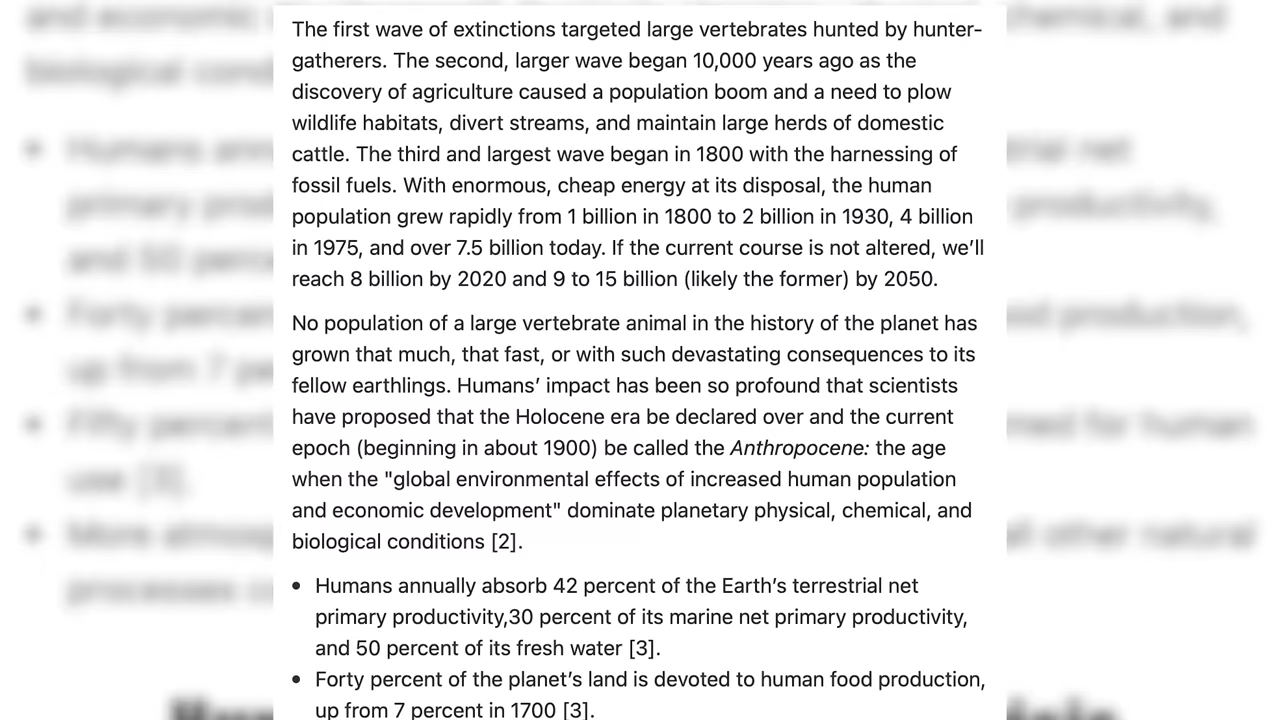 The first wave of extinctions targeted large vertebrates hunted by hunter-
gatherers. The second, larger wave began 10,000 years ago as the
discovery of agriculture caused a population boom and a need to plow
wildlife habitats, divert streams, and maintain large herds of domestic
cattle. The third and largest wave began in 1800 with the harnessing of
fossil fuels. With enormous, cheap energy at its disposal, the human
population grew rapidly from 1 billion in 1800 to 2 billion in 1930, 4 billion
in 1975, and over 7.5 billion today. If the current course is not altered, we’ll
reach 8 billion by 2020 and 9 to 15 billion (likely the former) by 2050.
No population of a large vertebrate animal in the history of the planet has
grown that much, that fast, or with such devastating consequences to its
fellow earthlings. Humans’ impact has been so profound that scientists
have proposed that the Holocene era be declared over and the current
epoch (beginning in about 1900) be called the Anthropocene: the age
when the "global environmental effects of increased human population
and economic development" dominate planetary physical, chemical, and
biological conditions [2].
• Humans annually absorb 42 percent of the Earth’s terrestrial net
primary productivity,30 percent of its marine net primary productivity,
and 50 percent of its fresh water [3].
• Forty percent of the planet’s land is devoted to human food production,
up from 7 percent in 1700 [3].